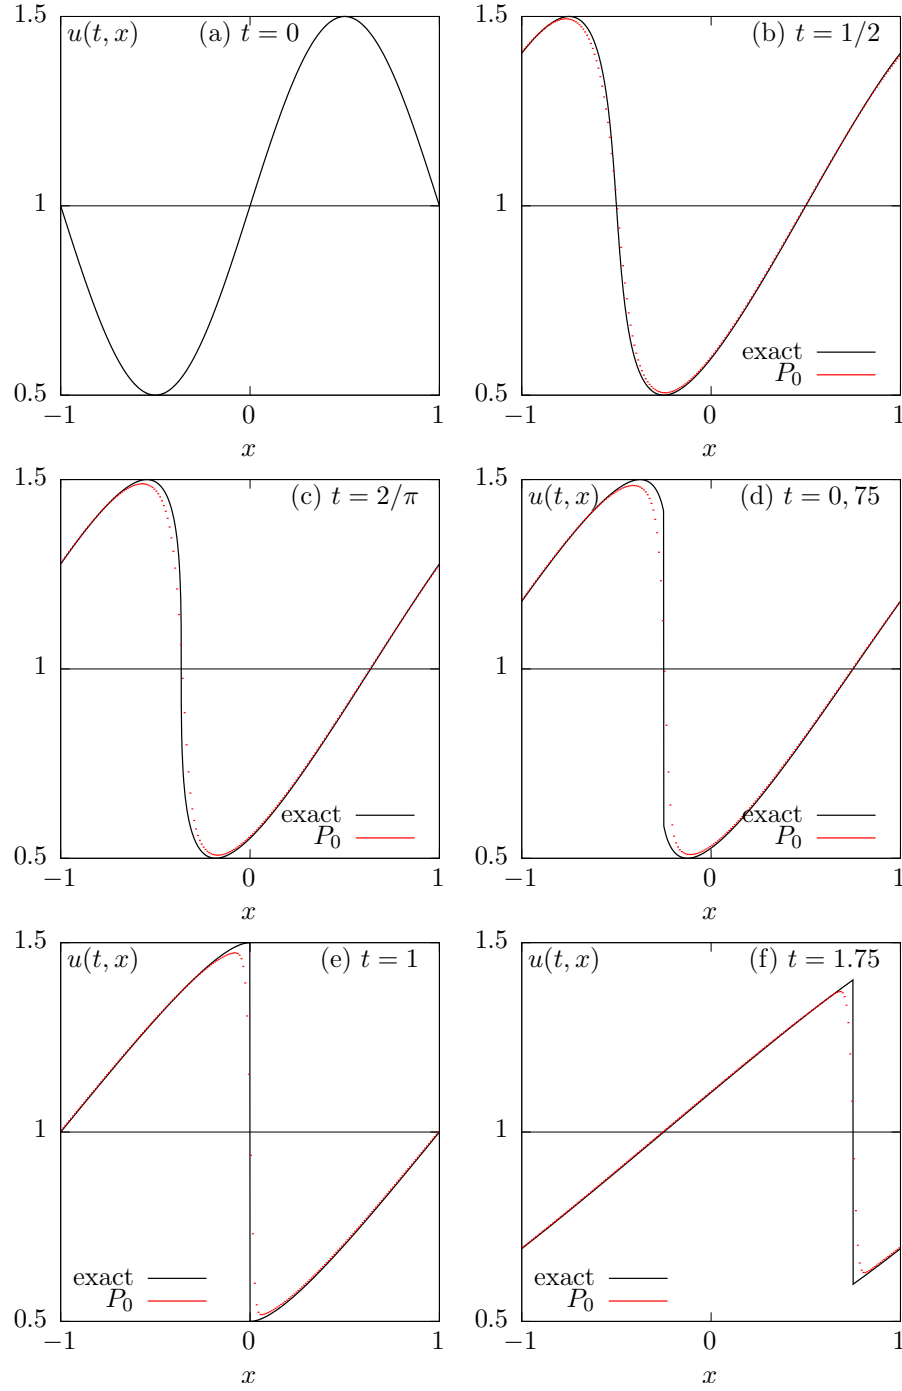 1.5
u(t, x)
(a) t = 0
1
0.5
−1
0
1
x
1.5
(b) t = 1/2
1
exact
P0
0.5
−1
0
1
x
1.5
(c) t = 2/π
1
exact
P0
0.5
−1
0
1
x
1.5
u(t, x)
(d) t = 0, 75
1
exact
P0
0.5
−1
0
1
x
1.5
u(t, x)
(e) t = 1
1
exact
P0
0.5
−1
0
1
x
1.5
u(t, x)
(f) t = 1.75
1
exact
P0
0.5
−1
0
1
x